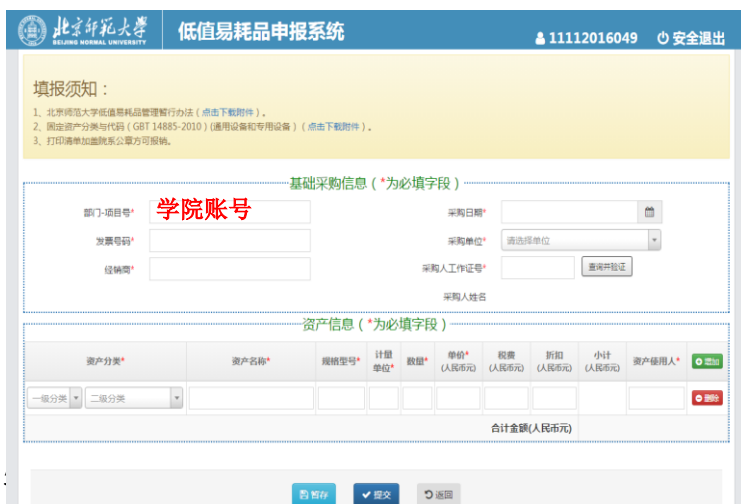 北京师范大学
BEIJING NORMAL UNIVERSITY
低值易耗品申报系统
11112016049 安全退出
填报须知：
1、北京师范大学低值易耗品管理暂行办法（点击下载附件）。
2、固定资产分类与代码（GBT 14885-2010）(通用设备和专用设备)（点击下载附件）。
3、打印清单加盖院系公章方可报销。
基础采购信息（*为必填字段）
部门-项目号* 学院账号 采购日期*
发票号码* 采购单位* 请选择单位
经销商* 采购人工作证号* 查询并验证
采购人姓名
资产信息（*为必填字段）
资产分类* 资产名称* 规格型号* 计量单位* 数量* 单价*(人民币元) 税费(人民币元) 折扣(人民币元) 小计(人民币元) 资产使用人* 增加
一级分类 二级分类 删除
合计金额(人民币元)
暂存 提交 返回